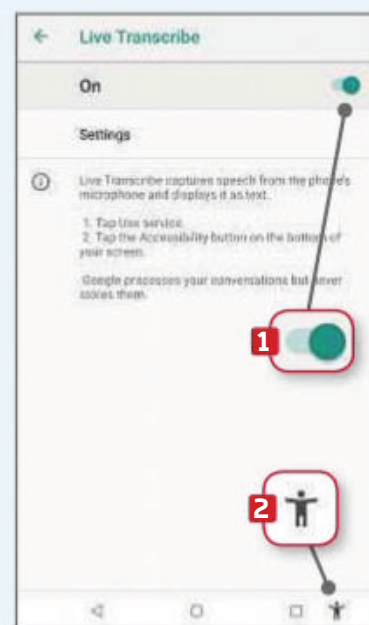 Live Transcribe
On
Settings
Live Transcribe captures speech from the phone's
microphone and displays it as text.
1. Tap Use service.
2. Tap the Accessibility button on the bottom of
your screen.
Google processes your conversations but never
stores them.
1
2